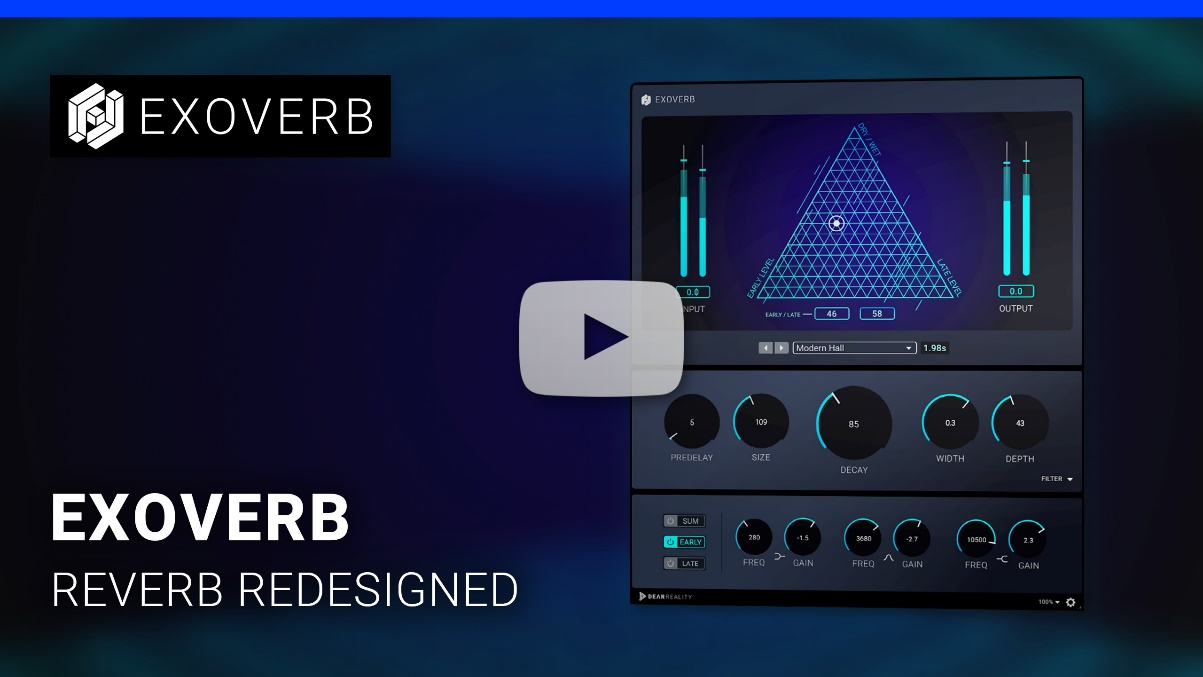 EXOVERB
EXOVERB
DRY / WET
EARLY LEVEL
LATE LEVEL
0.0
0.0
INPUT
OUTPUT
EARLY / LATE
46
58
Modern Hall
1.98s
5
109
85
0.3
43
PREDELAY
SIZE
DECAY
WIDTH
DEPTH
FILTER
EXOVERB
REVERB REDESIGNED
SUM
EARLY
LATE
280
-1.5
3680
-2.7
10500
2.3
FREQ
GAIN
FREQ
GAIN
FREQ
GAIN
DEARREALITY
100%